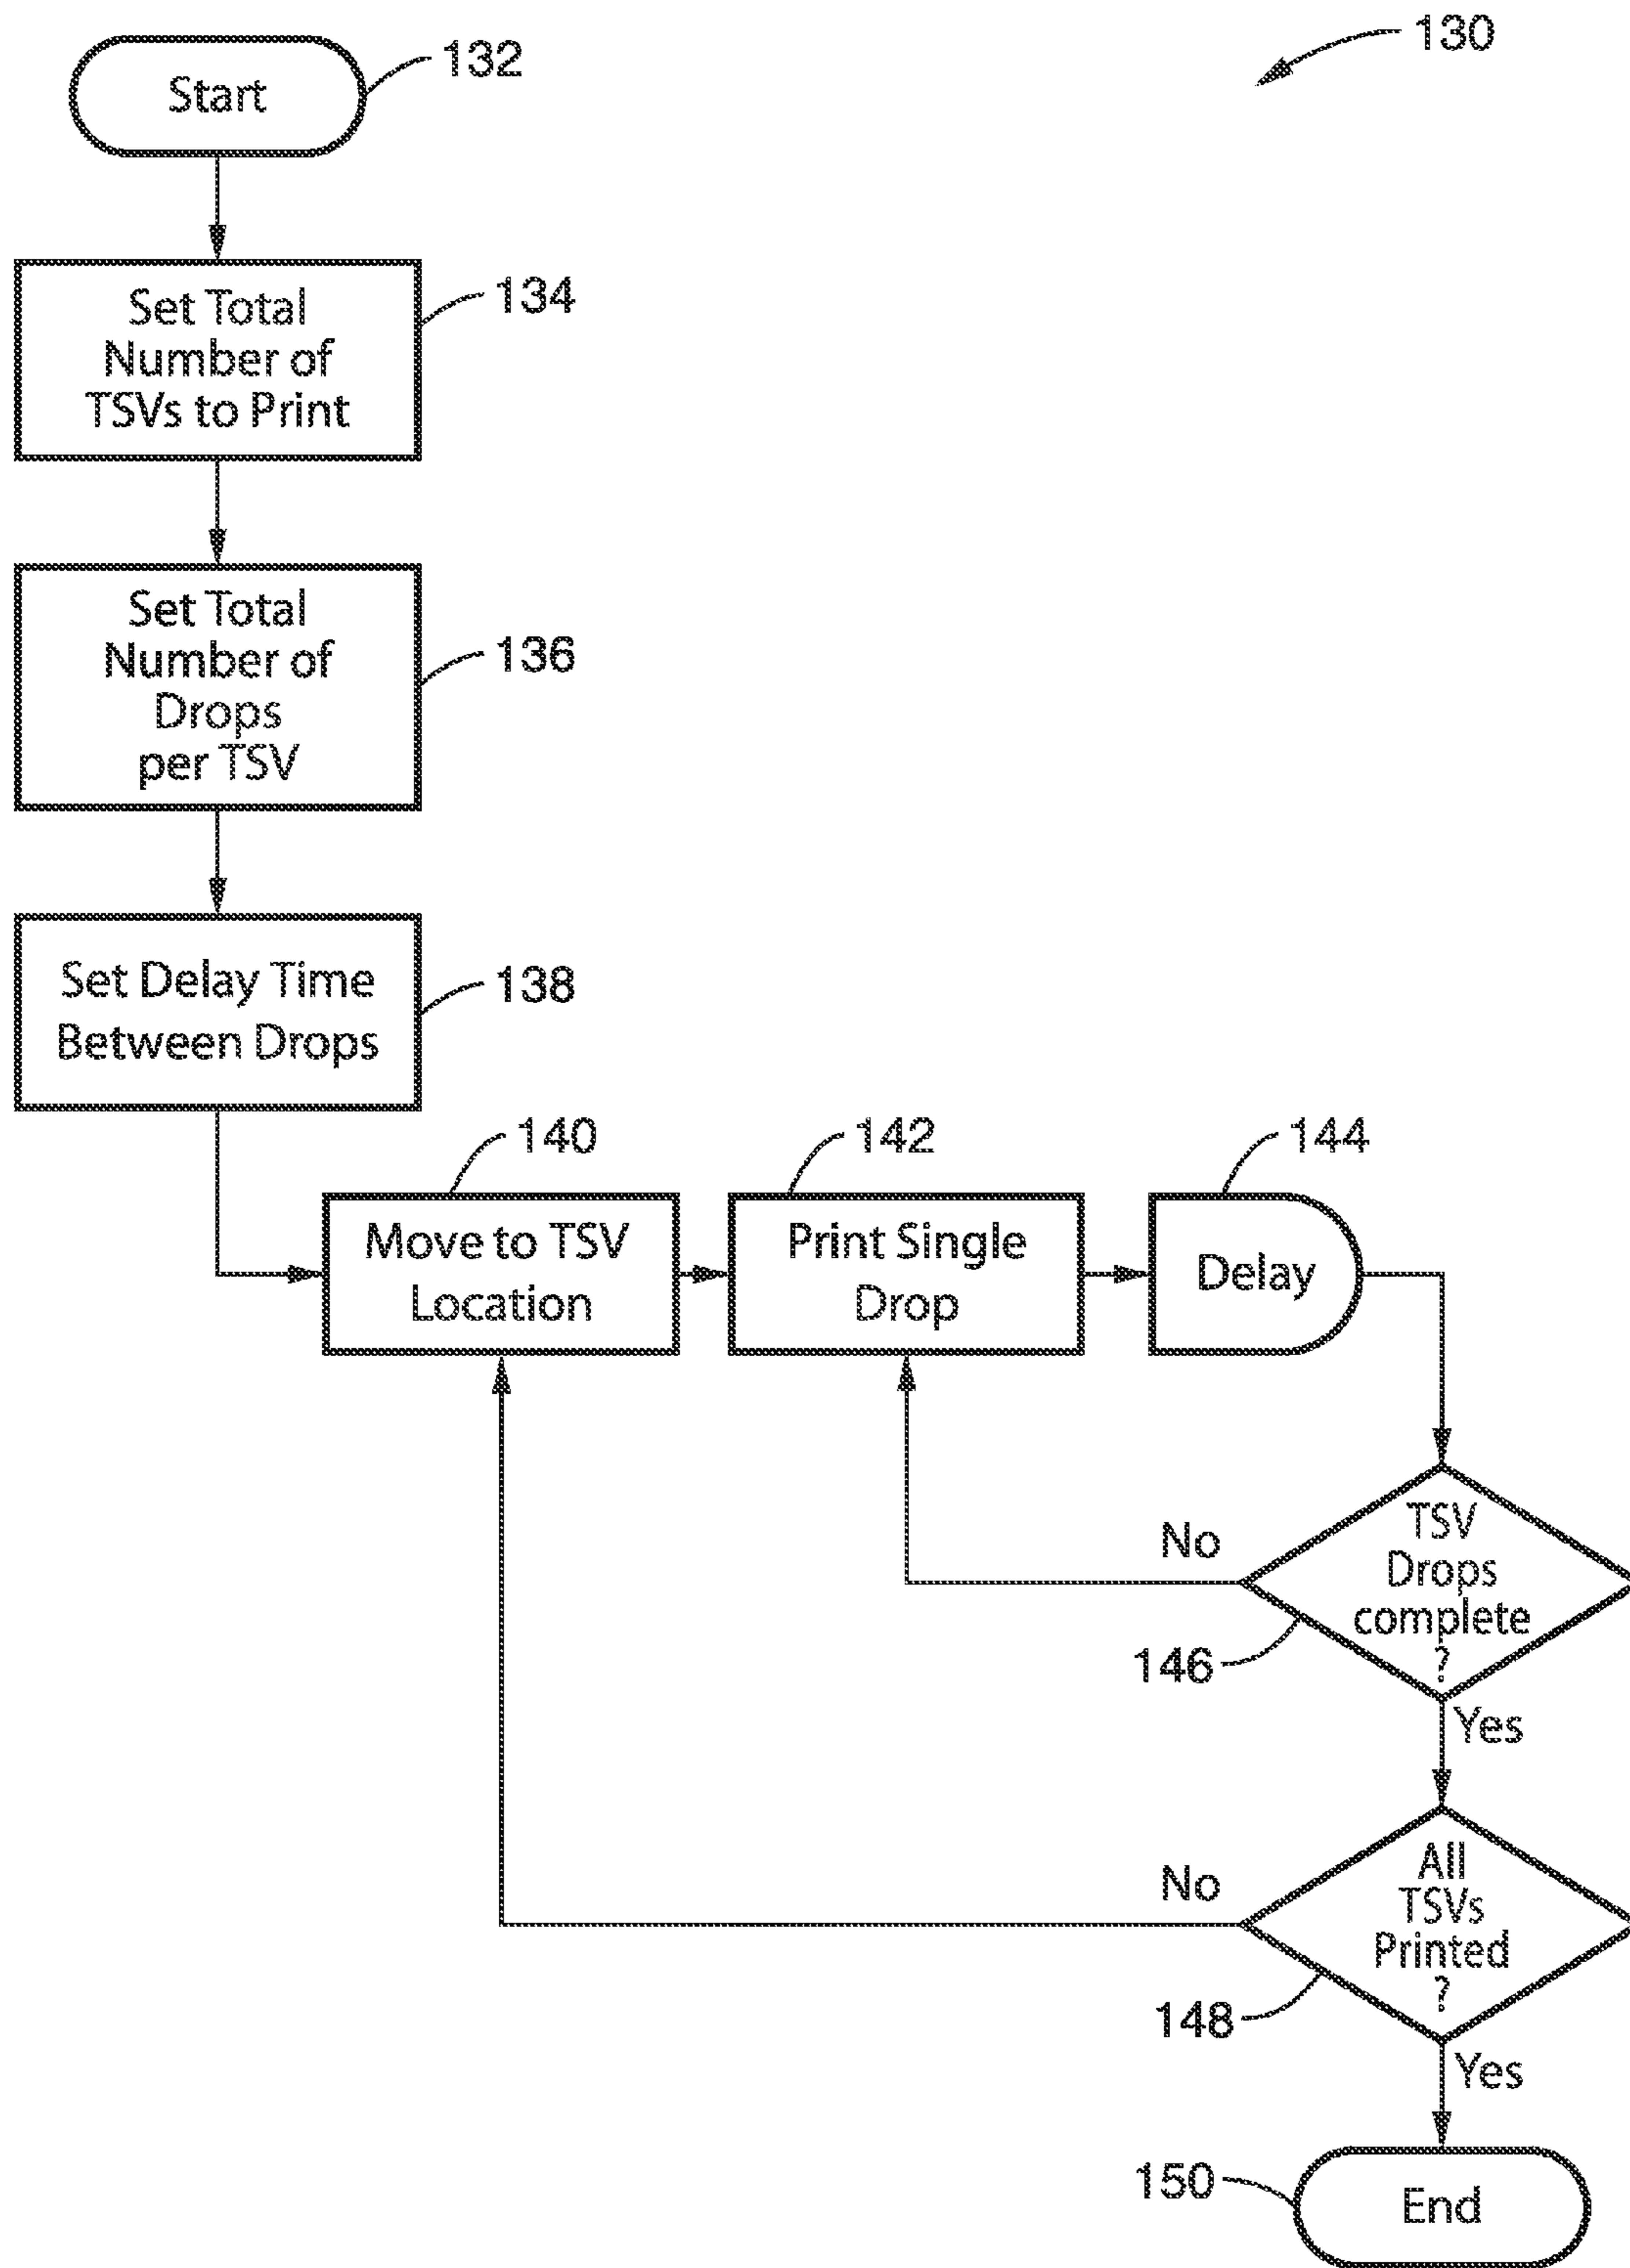 130
Start
132
Set Total
Number of
TSVs to Print
134
Set Total
Number of
Drops
per TSV
136
Set Delay Time
Between Drops
138
140
Move to TSV
Location
142
Print Single
Drop
144
Delay
TSV
Drops
complete
?
146
No
Yes
All
TSVs
Printed
?
148
No
Yes
End
150